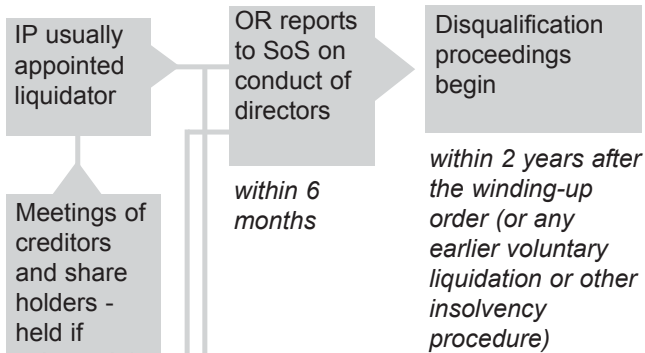 IP usually
appointed
liquidator
OR reports
to SoS on
conduct of
directors
Disqualification
proceedings
begin
within 6
months
within 2 years after
the winding-up
order (or any
earlier voluntary
liquidation or other
insolvency
procedure)
Meetings of
creditors
and share
holders -
held if